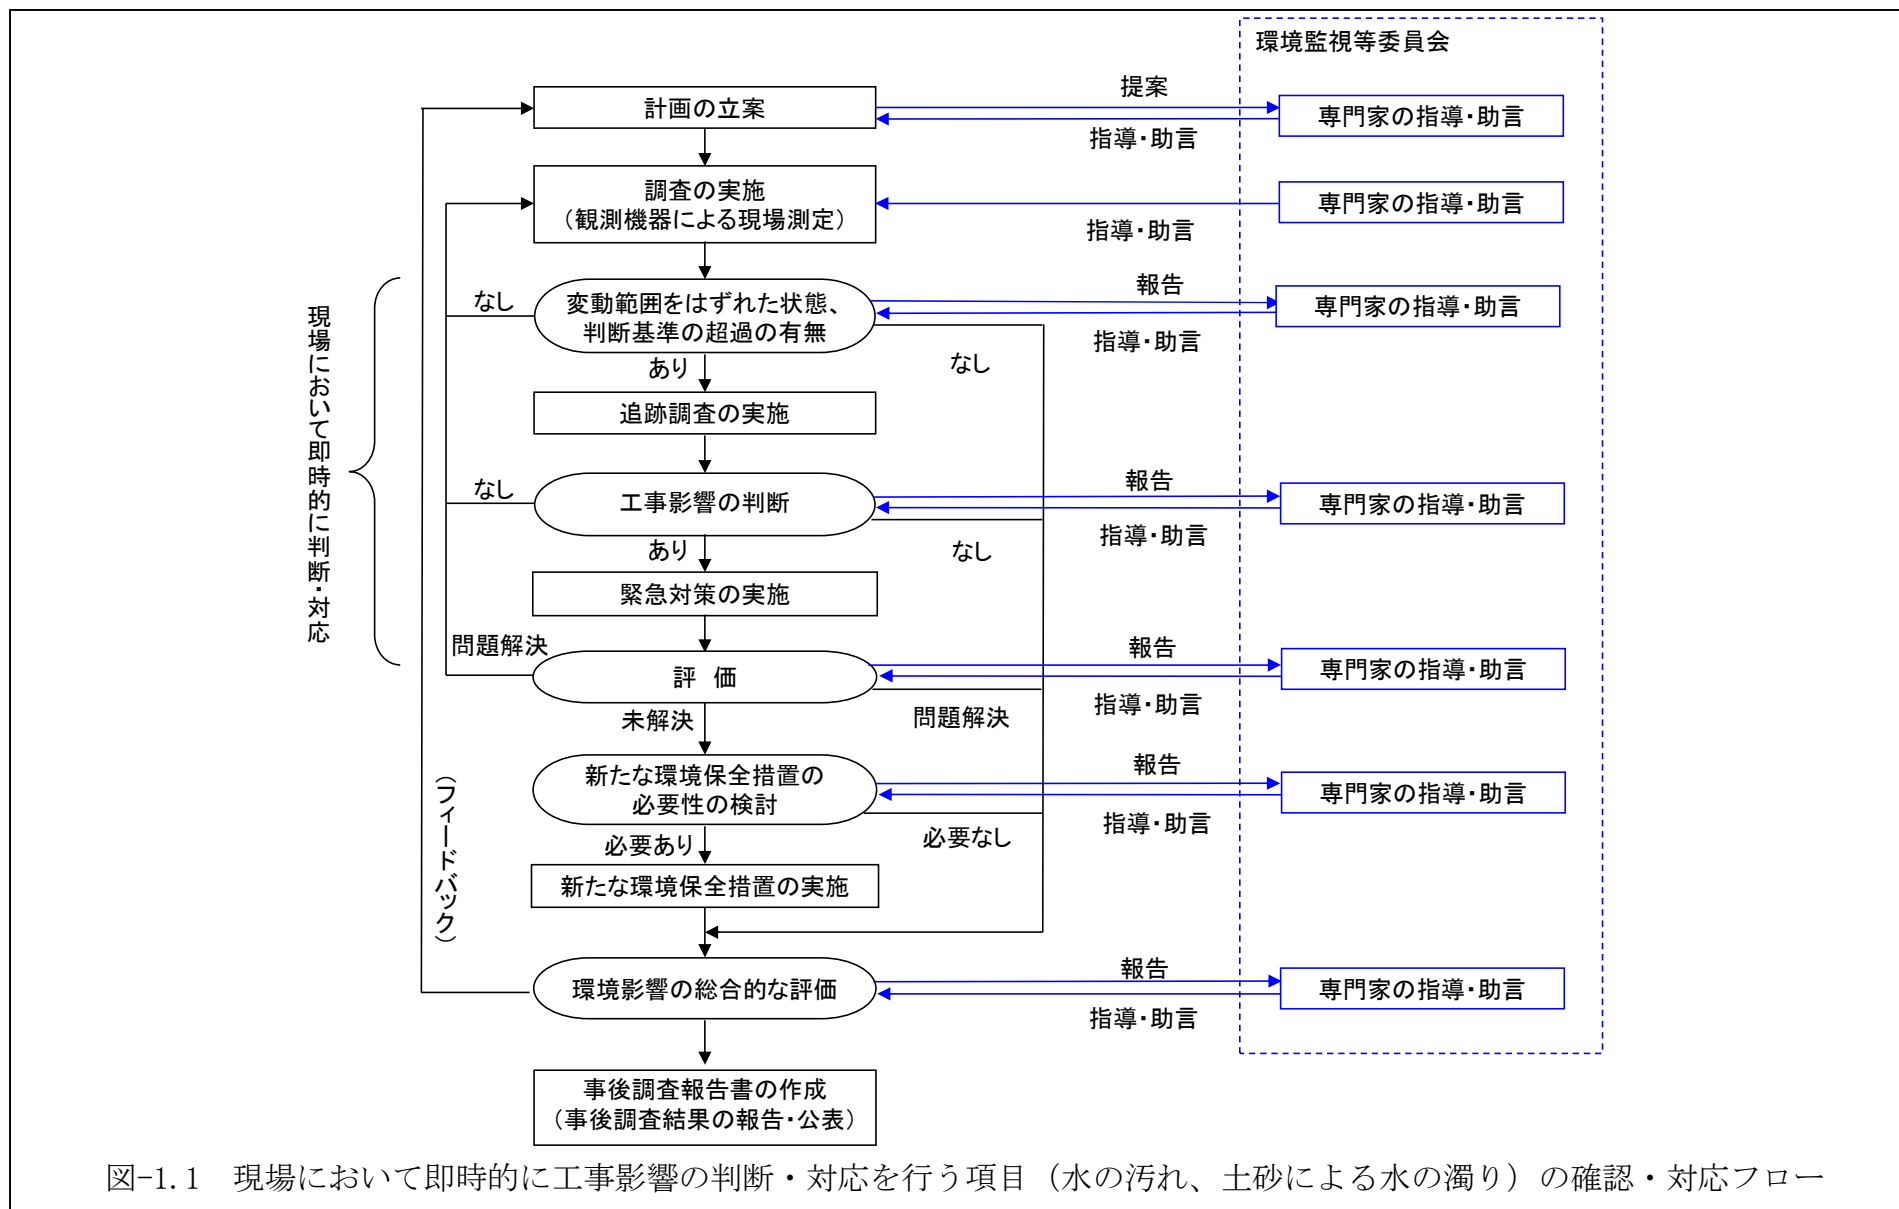 環境監視等委員会
計画の立案
提案
指導・助言
専門家の指導・助言
調査の実施
（観測機器による現場測定）
指導・助言
専門家の指導・助言
現場において即時的に判断・対応
なし
変動範囲をはずれた状態、
判断基準の超過の有無
報告
指導・助言
専門家の指導・助言
あり
なし
追跡調査の実施
なし
工事影響の判断
報告
指導・助言
専門家の指導・助言
あり
なし
緊急対策の実施
問題解決
評　価
報告
指導・助言
専門家の指導・助言
未解決
問題解決
新たな環境保全措置の
必要性の検討
報告
指導・助言
専門家の指導・助言
必要あり
必要なし
（フィードバック）
新たな環境保全措置の実施
環境影響の総合的な評価
報告
指導・助言
専門家の指導・助言
事後調査報告書の作成
（事後調査結果の報告・公表）
図-1.1　現場において即時的に工事影響の判断・対応を行う項目（水の汚れ、土砂による水の濁り）の確認・対応フロー